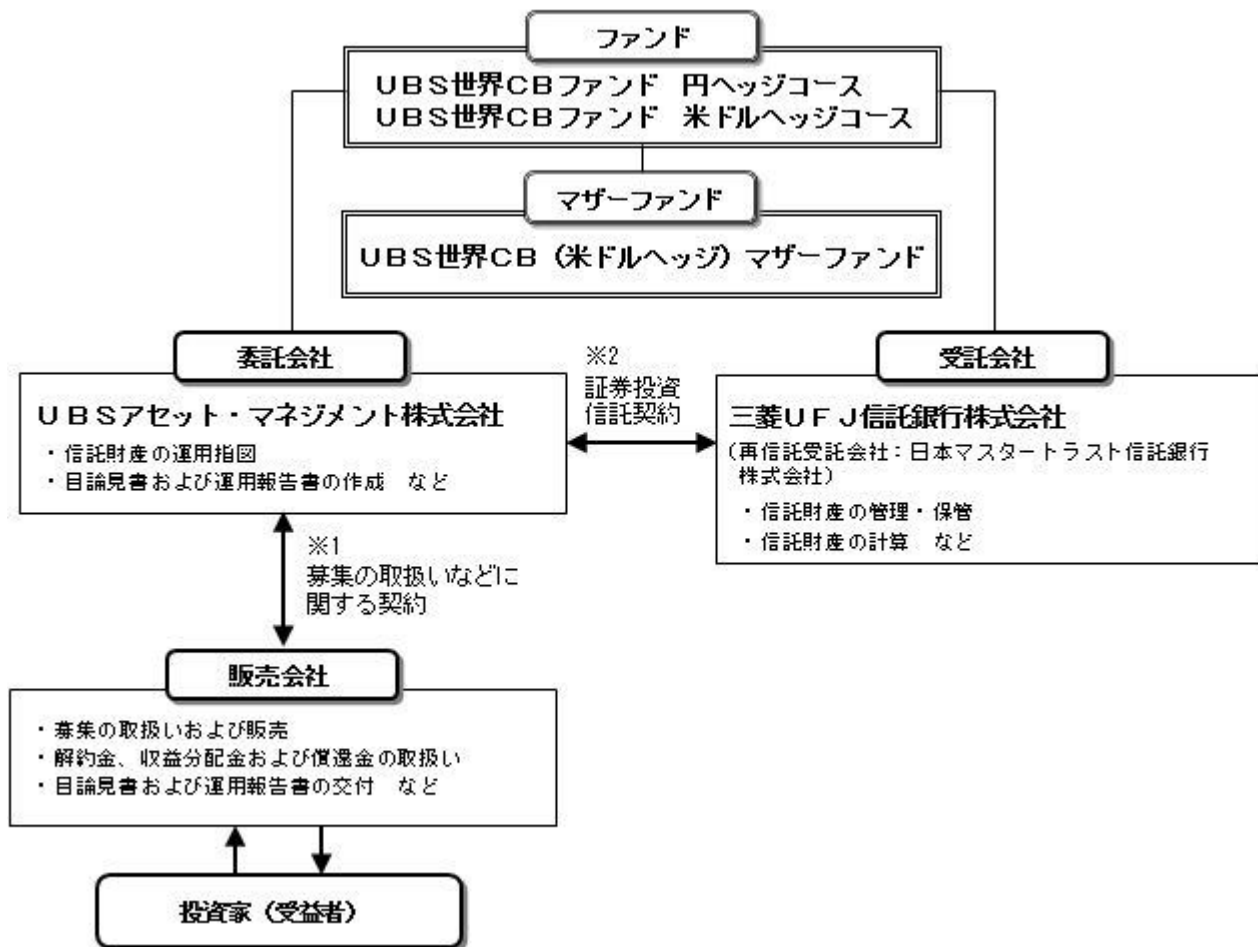 ファンド
UBS世界CBファンド 円ヘッジコース
UBS世界CBファンド 米ドルヘッジコース
マザーファンド
UBS世界CB（米ドルヘッジ）マザーファンド
委託会社
UBSアセット・マネジメント株式会社
・信託財産の運用指図
・目論見書および運用報告書の作成 など
※2
証券投資
信託契約
受託会社
三菱UFJ信託銀行株式会社
（再信託受託会社：日本マスタートラスト信託銀行
株式会社）
・信託財産の管理・保管
・信託財産の計算 など
※1
募集の取扱いなどに
関する契約
販売会社
・募集の取扱いおよび販売
・解約金、収益分配金および償還金の取扱い
・目論見書および運用報告書の交付 など
投資家（受益者）